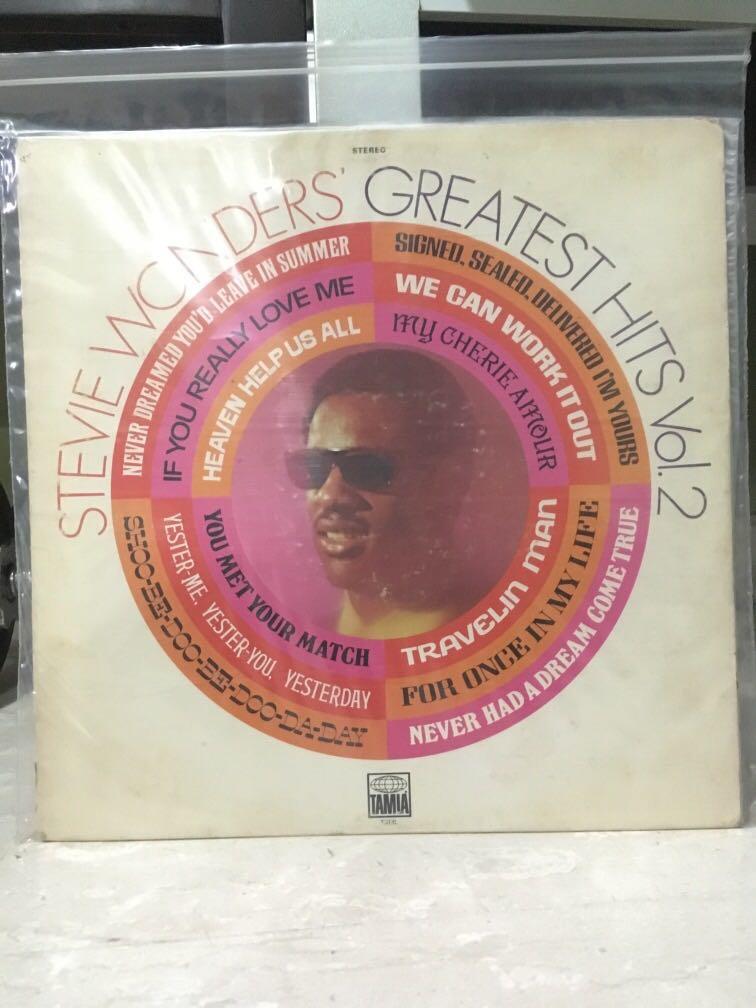 STEREO
STEVIE WONDERS' GREATEST HITS Vol. 2
NEVER DREAMED YOU'D LEAVE IN SUMMER
IF YOU REALLY LOVE ME
HEAVEN HELP US ALL
SIGNED, SEALED, DELIVERED I'M YOURS
WE CAN WORK IT OUT
MY CHERIE AMOUR
YOU MET YOUR MATCH
YESTER-ME, YESTER-YOU, YESTERDAY
SHOO-BE-DOO-BE-DOO-DA-DAY
TRAVELIN MAN
FOR ONCE IN MY LIFE
NEVER HAD A DREAM COME TRUE
TAMLA